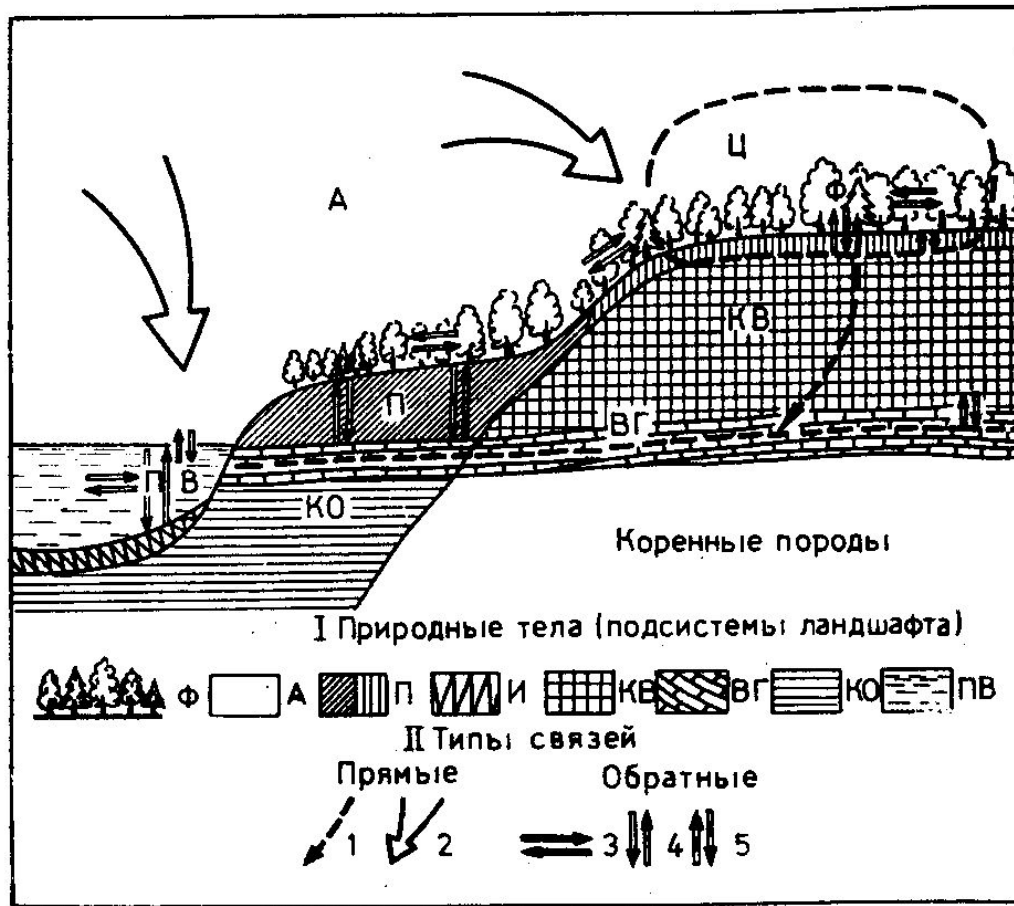 Ц
А
Ф
КВ
П
ВГ
П В
КО
Коренные породы
I Природные тела (подсистемы ландшафта)
Ф А П И КВ ВГ КО ПВ
II Типы связей
Прямые Обратные
1 2 3 4 5